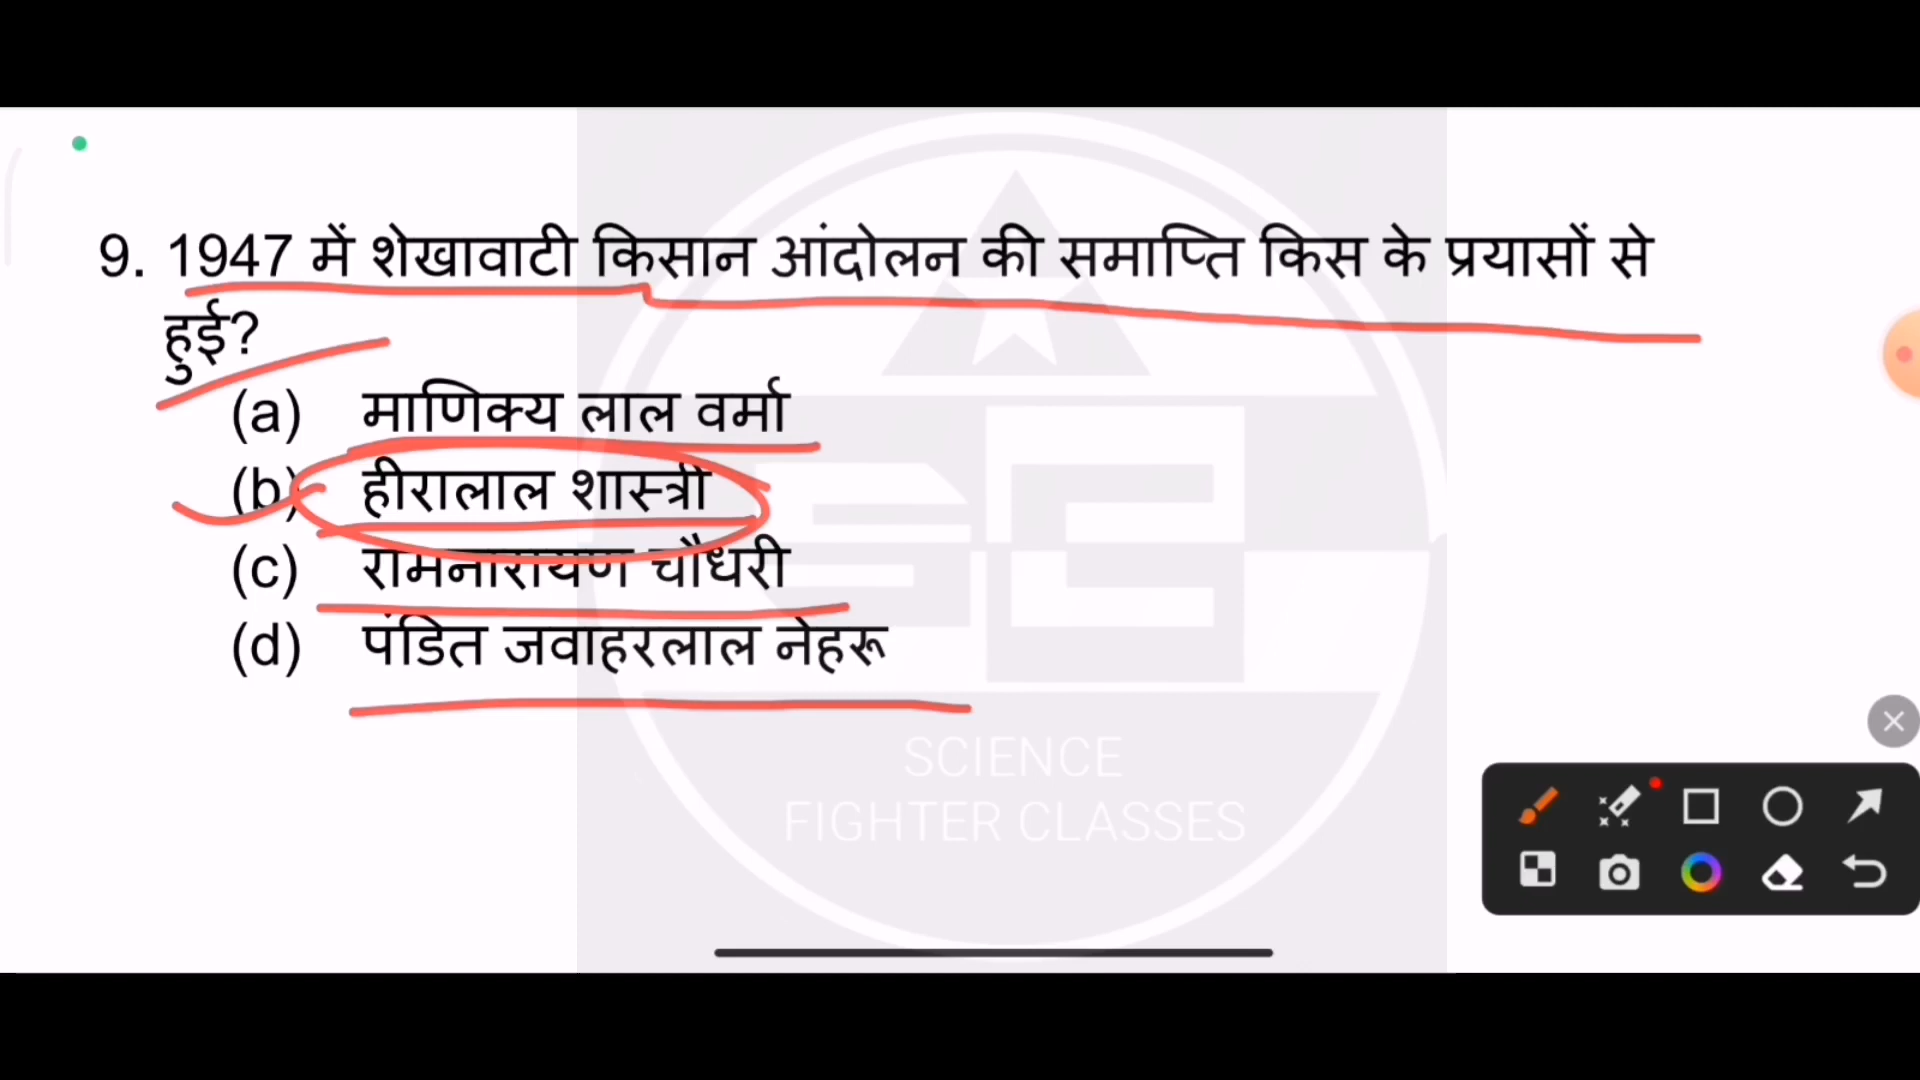 9. 1947 में शेखावाटी किसान आंदोलन की समाप्ति किस के प्रयासों से
हुई?
(a) माणिक्य लाल वर्मा
(b) हीरालाल शास्त्री
(c) रामनारायण चौधरी
(d) पंडित जवाहरलाल नेहरू
SCIENCE
FIGHTER CLASSES